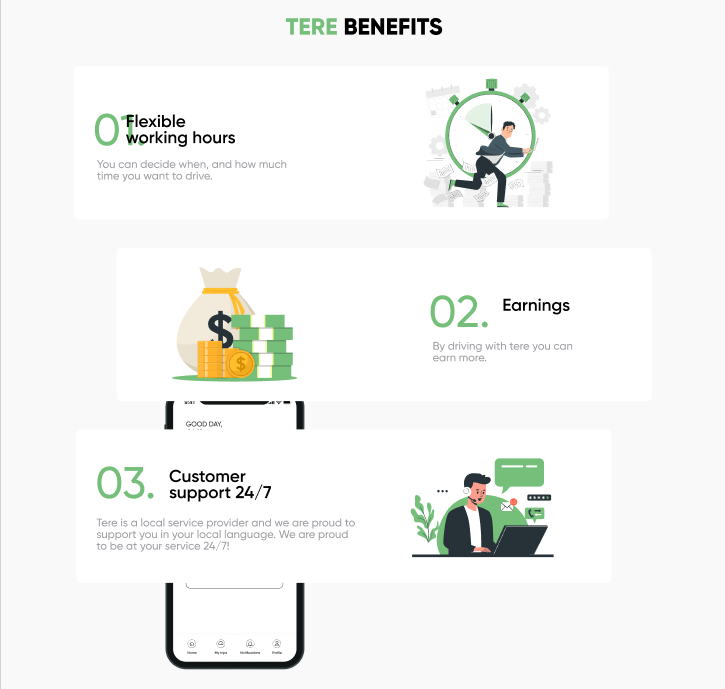 TERE BENEFITS
01.
Flexible
working hours
You can decide when, and how much
time you want to drive.
$
$
02.
Earnings
By driving with tere you can
earn more.
GOOD DAY,
03.
Customer
support 24/7
Tere is a local service provider and we are proud to
support you in your local language. We are proud
to be at your service 24/7!
Home
My trips
Notifications
Profile